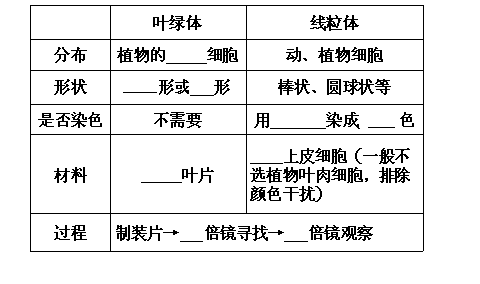 叶绿体 线粒体
分布 植物的_____细胞 动、植物细胞
形状 ____形或___形 棒状、圆球状等
是否染色 不需要 用_______染成 ___ 色
材料 _____叶片 ____上皮细胞（一般不
选植物叶肉细胞，排除
颜色干扰）
过程 制装片→___倍镜寻找→___倍镜观察